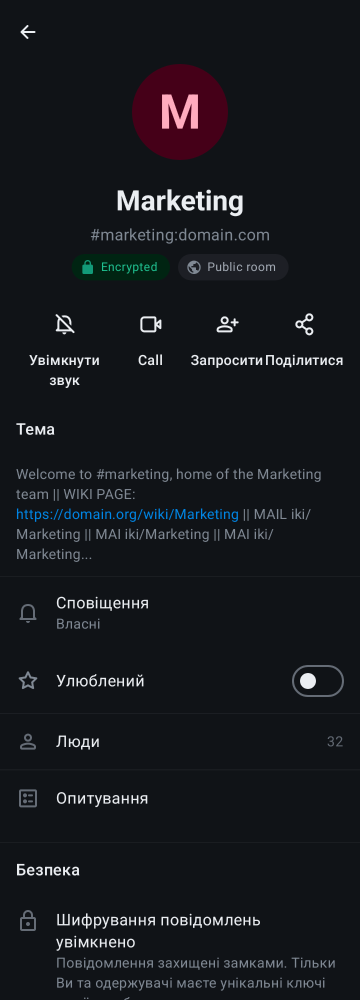 M
Marketing
#marketing:domain.com
Encrypted
Public room
Увімкнути
звук
Call
Запросити
Поділитися
Тема
Welcome to #marketing, home of the Marketing
team || WIKI PAGE:
https://domain.org/wiki/Marketing || MAIL iki/
Marketing || MAI iki/Marketing || MAI iki/
Marketing...
Сповіщення
Власні
Улюблений
Люди
32
Опитування
Безпека
Шифрування повідомлень
увімкнено
Повідомлення захищені замками. Тільки
Ви та одержувачі маєте унікальні ключі